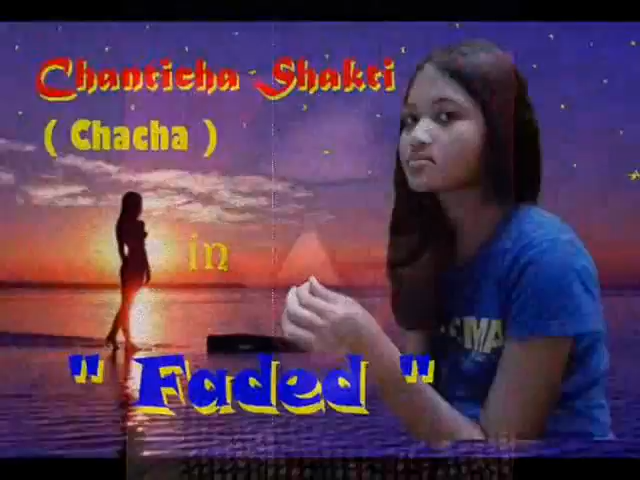 Chanticha Shakti
( Chacha )
in
" Faded "